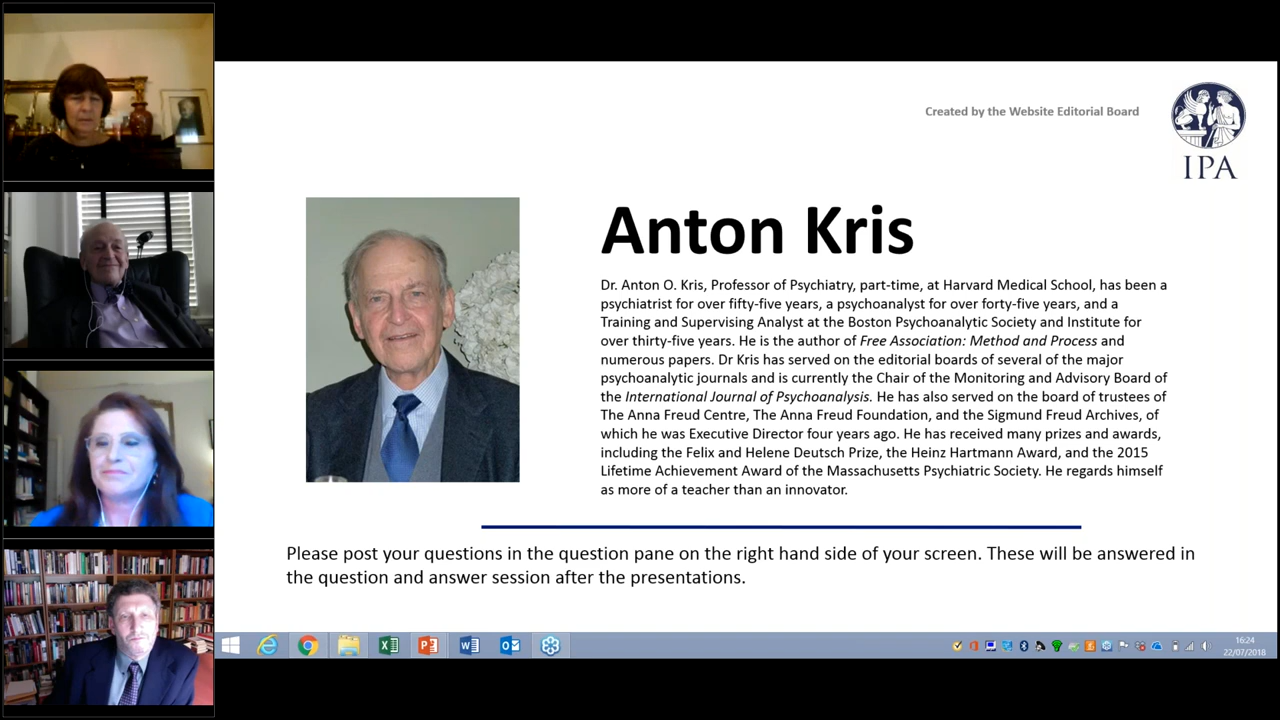 Created by the Website Editorial Board
IPA
Anton Kris
Dr. Anton O. Kris, Professor of Psychiatry, part-time, at Harvard Medical School, has been a
psychiatrist for over fifty-five years, a psychoanalyst for over forty-five years, and a
Training and Supervising Analyst at the Boston Psychoanalytic Society and Institute for
over thirty-five years. He is the author of Free Association: Method and Process and
numerous papers. Dr Kris has served on the editorial boards of several of the major
psychoanalytic journals and is currently the Chair of the Monitoring and Advisory Board of
the International Journal of Psychoanalysis. He has also served on the board of trustees of
The Anna Freud Centre, The Anna Freud Foundation, and the Sigmund Freud Archives, of
which he was Executive Director four years ago. He has received many prizes and awards,
including the Felix and Helene Deutsch Prize, the Heinz Hartmann Award, and the 2015
Lifetime Achievement Award of the Massachusetts Psychiatric Society. He regards himself
as more of a teacher than an innovator.
Please post your questions in the question pane on the right hand side of your screen. These will be answered in
the question and answer session after the presentations.
16:24
22/07/2018